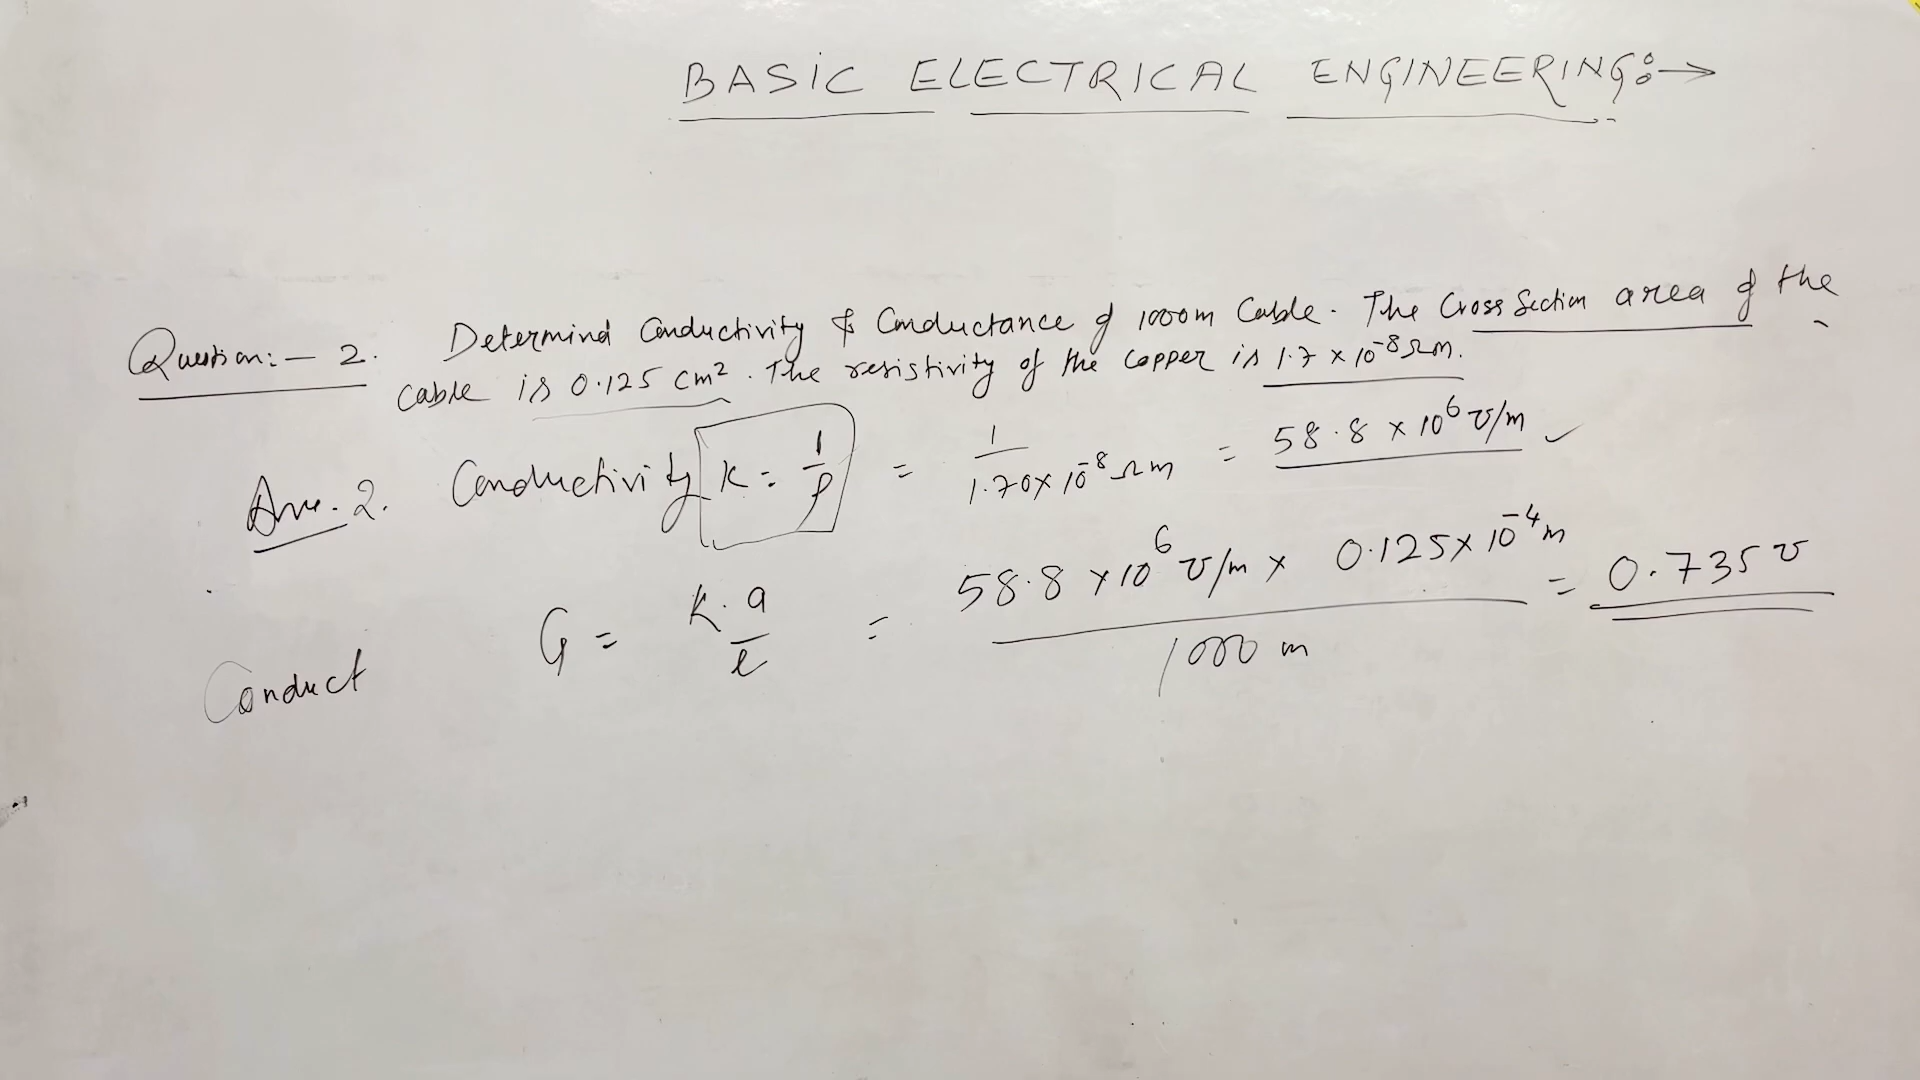 BASIC ELECTRICAL ENGINEERING:→
Question:- 2. Determind Conductivity & Conductance of 1000m Cable. The Cross Section area of the
cable is 0.125 cm². The resistivity of the copper is 1.7 × 10⁻⁸ Ωm.
Ans. 2. Conductivity K = 1/ρ = 1/1.70×10⁻⁸ Ωm = 58.8 × 10⁶ ℧/m ✓
G = K.a/l = 58.8 × 10⁶ ℧/m × 0.125 × 10⁻⁴ m / 1000 m = 0.735 ℧
Conduct